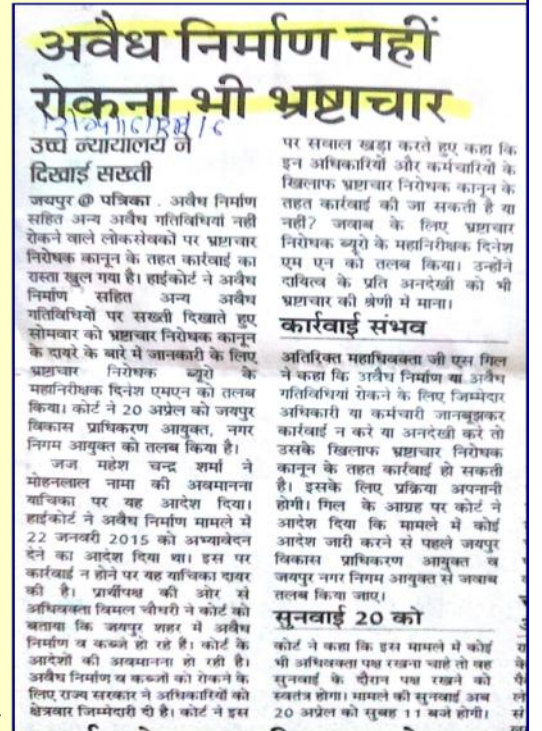 अवैध निर्माण नहीं
रोकना भी भ्रष्टाचार
उच्च न्यायालय ने
दिखाई सख्ती
जयपुर @ पत्रिका . अवैध निर्माण
सहित अन्य अवैध गतिविधियां नहीं
रोकने वाले लोकसेवकों पर भ्रष्टाचार
निरोधक कानून के तहत कार्रवाई का
रास्ता खुल गया है। हाईकोर्ट ने अवैध
निर्माण सहित अन्य अवैध
गतिविधियों पर सख्ती दिखाते हुए
सोमवार को भ्रष्टाचार निरोधक कानून
के दायरे के बारे में जानकारी के लिए
भ्रष्टाचार निरोधक ब्यूरो के
महानिरीक्षक दिनेश एमएन को तलब
किया। कोर्ट ने 20 अप्रेल को जयपुर
विकास प्राधिकरण आयुक्त, नगर
निगम आयुक्त को तलब किया है।
जज महेश चन्द्र शर्मा ने
मोहनलाल नामा की अवमानना
याचिका पर यह आदेश दिया।
हाईकोर्ट ने अवैध निर्माण मामले में
22 जनवरी 2015 को अभ्यावेदन
देने का आदेश दिया था। इस पर
कार्रवाई न होने पर यह याचिका दायर
की है। प्रार्थीपक्ष की ओर से
अधिवक्ता विमल चौधरी ने कोर्ट को
बताया कि जयपुर शहर में अवैध
निर्माण व कब्जे हो रहे है। कोर्ट के
आदेशों की अवमानना हो रही है।
अवैध निर्माण व कब्जों को रोकने के
लिए राज्य सरकार ने अधिकारियों को
क्षेत्रवार जिम्मेदारी दी है। कोर्ट ने इस
पर सवाल खड़ा करते हुए कहा कि
इन अधिकारियों और कर्मचारियों के
खिलाफ भ्रष्टाचार निरोधक कानून के
तहत कार्रवाई की जा सकती है या
नहीं? जवाब के लिए भ्रष्टाचार
निरोधक ब्यूरो के महानिरीक्षक दिनेश
एम एन को तलब किया। उन्होंने
दायित्व के प्रति अनदेखी को भी
भ्रष्टाचार की श्रेणी में माना।
कार्रवाई संभव
अतिरिक्त महाधिवक्ता जी एस गिल
ने कहा कि अवैध निर्माण या अवैध
गतिविधियां रोकने के लिए जिम्मेदार
अधिकारी या कर्मचारी जानबूझकर
कार्रवाई न करे या अनदेखी करे तो
उसके खिलाफ भ्रष्टाचार निरोधक
कानून के तहत कार्रवाई हो सकती
है। इसके लिए प्रक्रिया अपनानी
होगी। गिल के आग्रह पर कोर्ट ने
आदेश दिया कि मामले में कोई
आदेश जारी करने से पहले जयपुर
विकास प्राधिकरण आयुक्त व
जयपुर नगर निगम आयुक्त से जवाब
तलब किया जाए।
सुनवाई 20 को
कोर्ट ने कहा कि इस मामले में कोई
भी अधिवक्ता पक्ष रखना चाहे तो वह
सुनवाई के दौरान पक्ष रखने को
स्वतंत्र होगा। मामले की सुनवाई अब
20 अप्रेल को सुबह 11 बजे होगी।